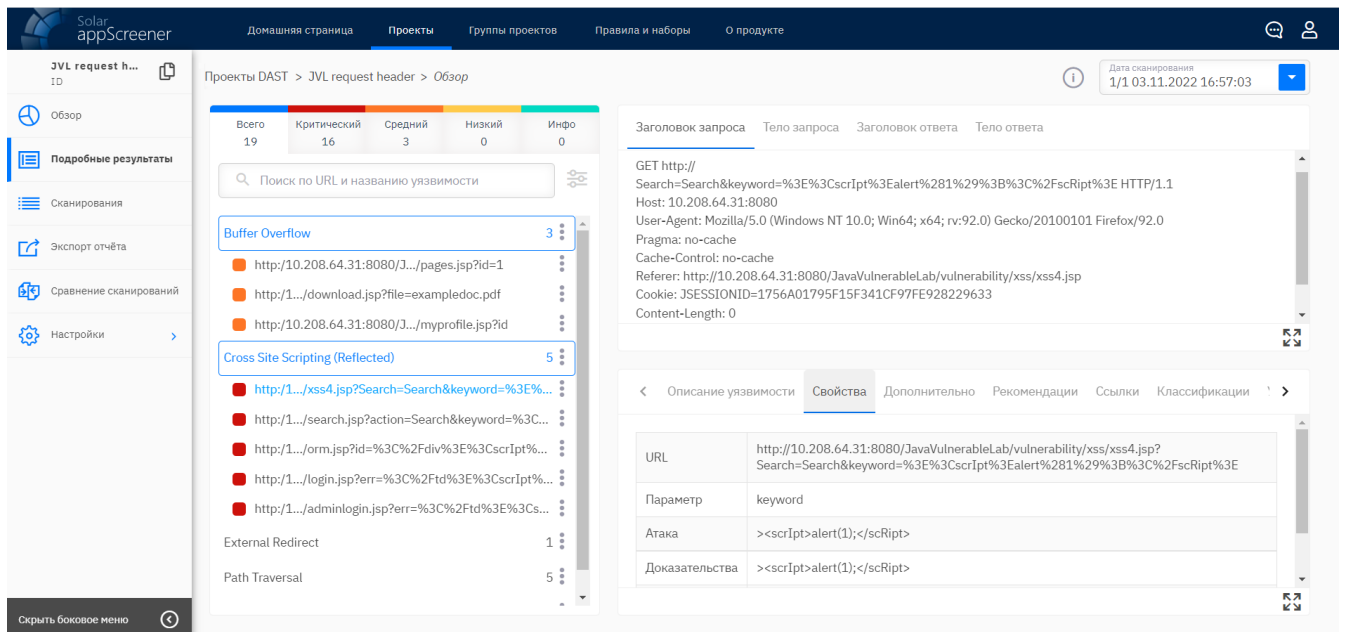 Solar
appScreener
Домашняя страница
Проекты
Группы проектов
Правила и наборы
О продукте
JVL request h...
ID
Обзор
Подробные результаты
Сканирования
Экспорт отчёта
Сравнение сканирований
Настройки
Скрыть боковое меню
Проекты DAST > JVL request header > Обзор
Дата сканирования
1/1 03.11.2022 16:57:03
Всего
19
Критический
16
Средний
3
Низкий
0
Инфо
0
Поиск по URL и названию уязвимости
Buffer Overflow 3
http:/10.208.64.31:8080/J.../pages.jsp?id=1
http:/1.../download.jsp?file=exampledoc.pdf
http:/10.208.64.31:8080/J.../myprofile.jsp?id
Cross Site Scripting (Reflected) 5
http:/1.../xss4.jsp?Search=Search&keyword=%3E%...
http:/1.../search.jsp?action=Search&keyword=%3C...
http:/1.../orm.jsp?id=%3C%2Fdiv%3E%3CscrIpt%...
http:/1.../login.jsp?err=%3C%2Ftd%3E%3CscrIpt%...
http:/1.../adminlogin.jsp?err=%3C%2Ftd%3E%3Cs...
External Redirect 1
Path Traversal 5
Заголовок запроса
Тело запроса
Заголовок ответа
Тело ответа
GET http://
Search=Search&keyword=%3E%3CscrIpt%3Ealert%281%29%3B%3C%2FscRipt%3E HTTP/1.1
Host: 10.208.64.31:8080
User-Agent: Mozilla/5.0 (Windows NT 10.0; Win64; x64; rv:92.0) Gecko/20100101 Firefox/92.0
Pragma: no-cache
Cache-Control: no-cache
Referer: http://10.208.64.31:8080/JavaVulnerableLab/vulnerability/xss/xss4.jsp
Cookie: JSESSIONID=1756A01795F15F341CF97FE928229633
Content-Length: 0
Описание уязвимости
Свойства
Дополнительно
Рекомендации
Ссылки
Классификации
URL
http://10.208.64.31:8080/JavaVulnerableLab/vulnerability/xss/xss4.jsp?
Search=Search&keyword=%3E%3CscrIpt%3Ealert%281%29%3B%3C%2FscRipt%3E
Параметр
keyword
Атака
><scrIpt>alert(1);</scRipt>
Доказательства
><scrIpt>alert(1);</scRipt>